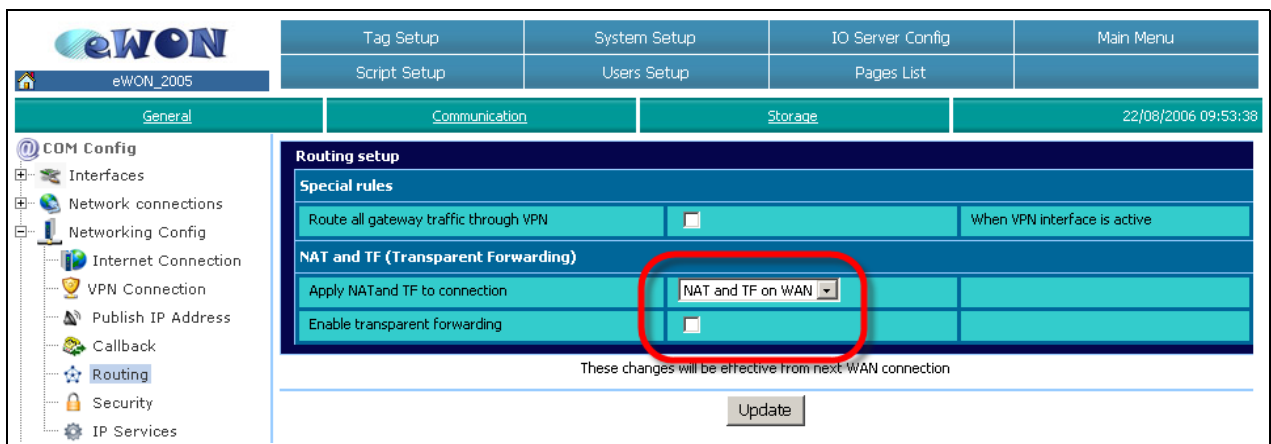 eWON
Tag Setup System Setup IO Server Config Main Menu
eWON_2005
Script Setup Users Setup Pages List
General Communication Storage 22/08/2006 09:53:38
COM Config
Interfaces
Network connections
Networking Config
Internet Connection
VPN Connection
Publish IP Address
Callback
Routing
Security
IP Services
Routing setup
Special rules
Route all gateway traffic through VPN When VPN interface is active
NAT and TF (Transparent Forwarding)
Apply NATand TF to connection NAT and TF on WAN
Enable transparent forwarding
These changes will be effective from next WAN connection
Update